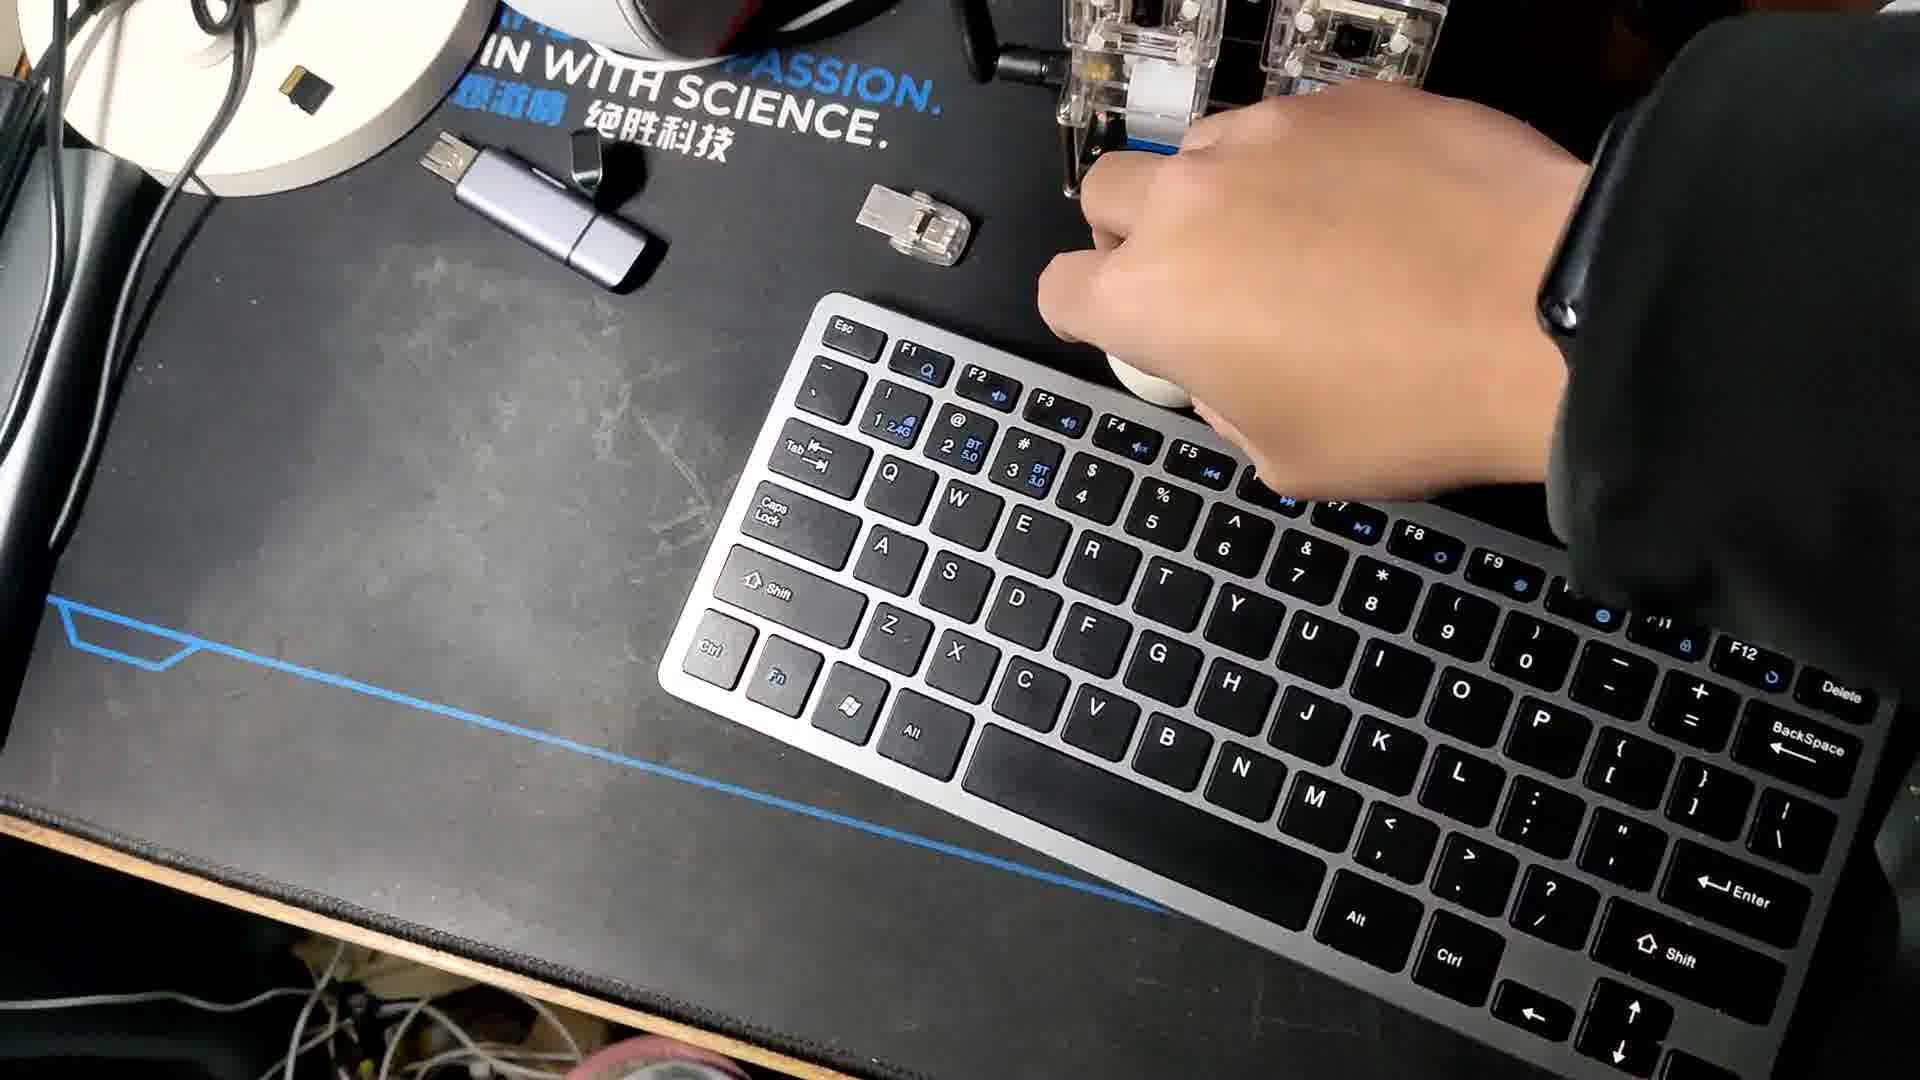 PASSION.
IN WITH SCIENCE.
绝胜科技
Esc
F1
F2
F3
F4
F5
F7
F8
F9
F12
Delete
~ `
! 1 2.4G
@ 2 BT 5.0
# 3 BT 3.0
$ 4
% 5
^ 6
& 7
* 8
( 9
) 0
— -
+ =
BackSpace
Tab
Q
W
E
R
T
Y
U
I
O
P
{ [
} ]
| \
Caps Lock
A
S
D
F
G
H
J
K
L
: ;
" '
Enter
Shift
Z
X
C
V
B
N
M
< ,
> .
? /
Shift
Ctrl
Fn
Alt
Alt
Ctrl